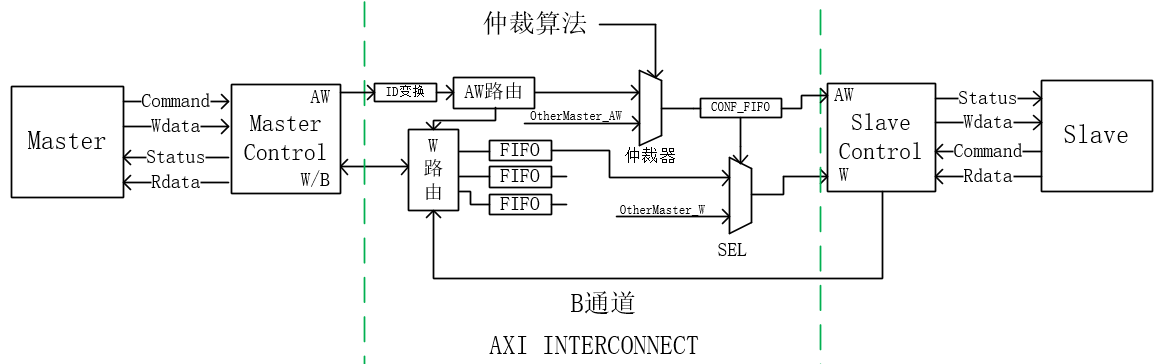 仲裁算法
Master
Command
Wdata
Status
Rdata
AW
Master
Control
W/B
ID变换
AW路由
OtherMaster_AW
仲裁器
CONF_FIFO
W
路
由
FIFO
FIFO
FIFO
OtherMaster_W
SEL
AW
Slave
Control
W
Status
Wdata
Command
Rdata
Slave
B通道
AXI INTERCONNECT